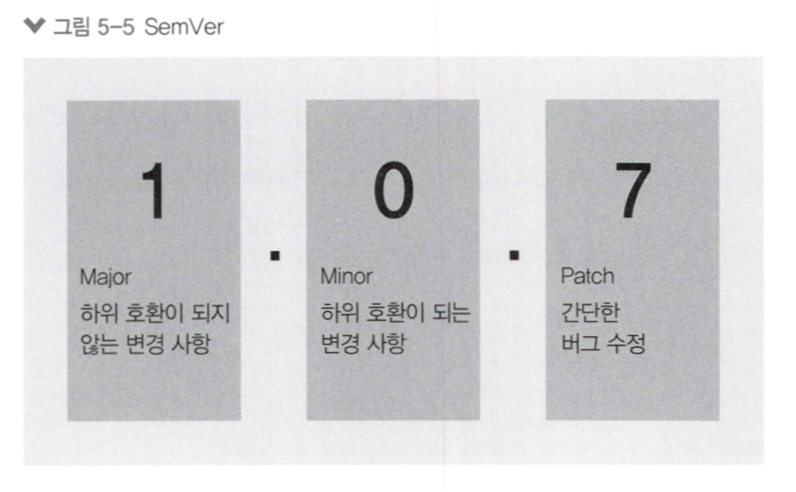 그림 5-5 SemVer
1 . 0 . 7
Major
하위 호환이 되지
않는 변경 사항
Minor
하위 호환이 되는
변경 사항
Patch
간단한
버그 수정